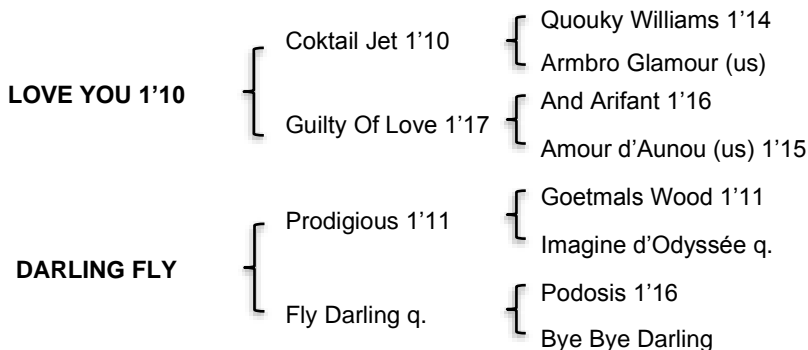 Quouky Williams 1’14
Coktail Jet 1’10
Armbro Glamour (us)
LOVE YOU 1’10
And Arifant 1’16
Guilty Of Love 1’17
Amour d’Aunou (us) 1’15
Goetmals Wood 1’11
Prodigious 1’11
Imagine d’Odyssée q.
DARLING FLY
Podosis 1’16
Fly Darling q.
Bye Bye Darling